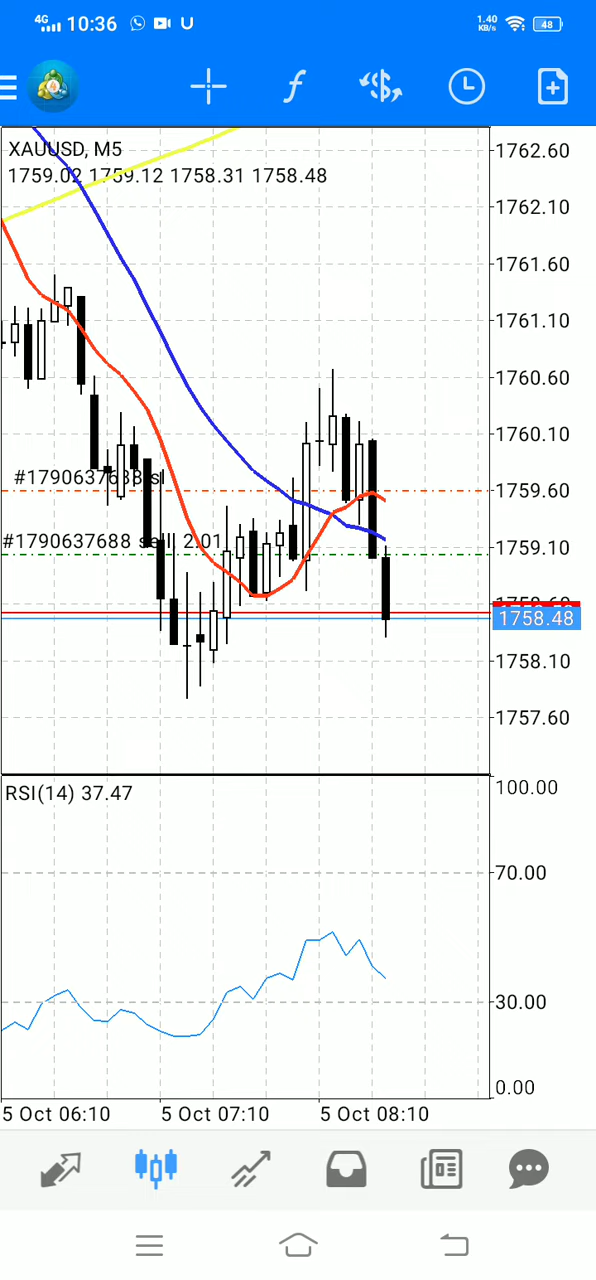 4G 10:36 1.40 KB/s 48
XAUUSD, M5
1759.02 1759.12 1758.31 1758.48
1762.60
1762.10
1761.60
1761.10
1760.60
1760.10
#1790637688 sl
1759.60
#1790637688 sell 2.01
1759.10
1758.48
1758.10
1757.60
RSI(14) 37.47
100.00
70.00
30.00
0.00
5 Oct 06:10 5 Oct 07:10 5 Oct 08:10